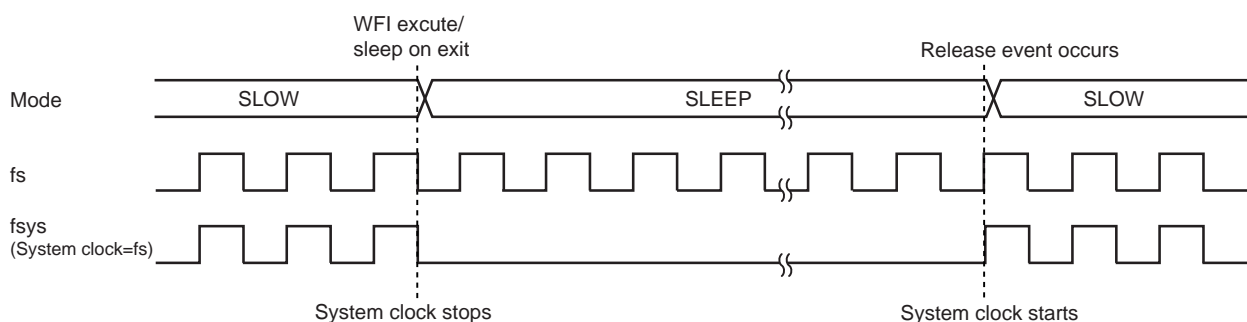 WFI excute/
sleep on exit
Release event occurs
Mode
SLOW
SLEEP
SLOW
fs
fsys
(System clock=fs)
System clock stops
System clock starts